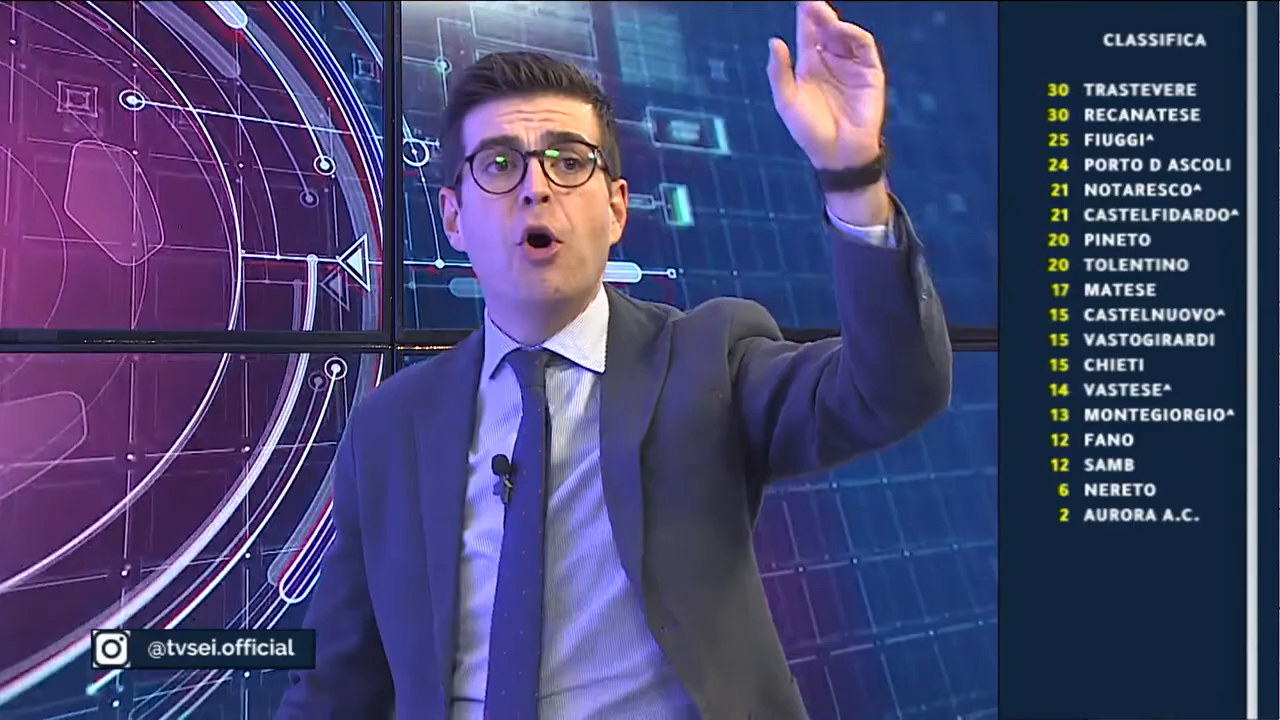 CLASSIFICA
30 TRASTEVERE
30 RECANATESE
25 FIUGGI^
24 PORTO D ASCOLI
21 NOTARESCO^
21 CASTELFIDARDO^
20 PINETO
20 TOLENTINO
17 MATESE
15 CASTELNUOVO^
15 VASTOGIRARDI
15 CHIETI
14 VASTESE^
13 MONTEGIORGIO^
12 FANO
12 SAMB
6 NERETO
2 AURORA A.C.
@tvsei.official